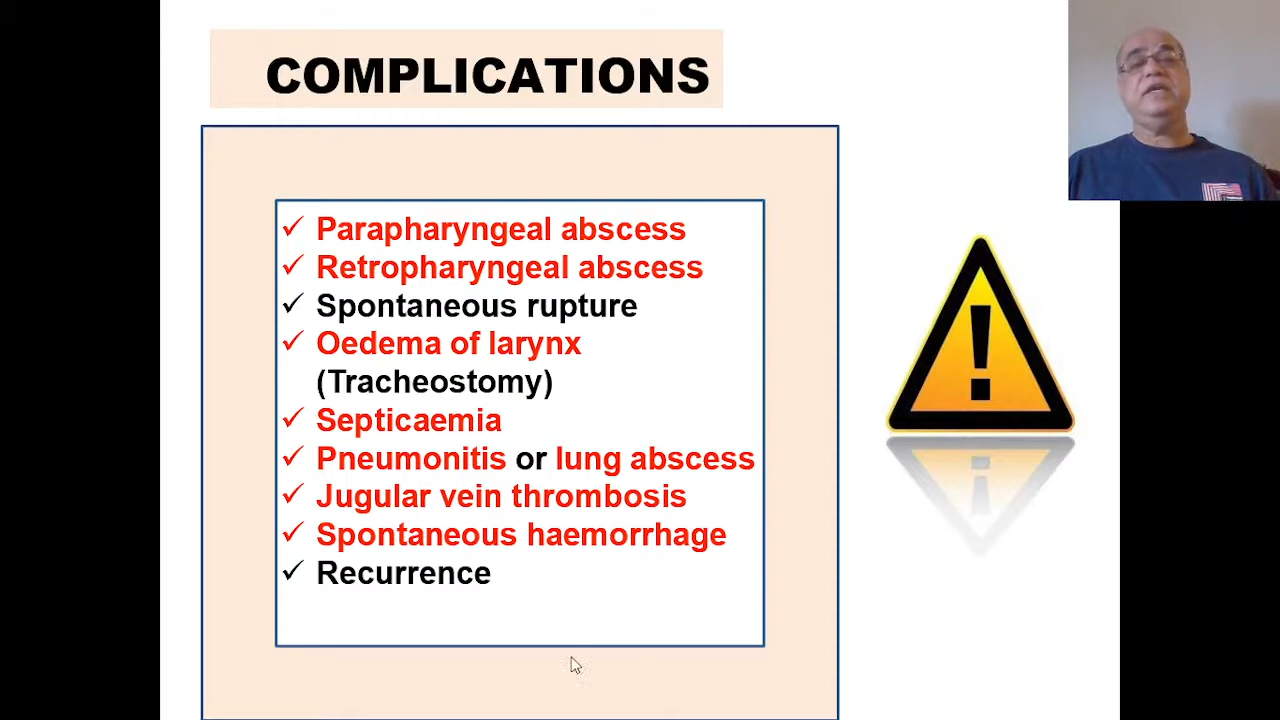 COMPLICATIONS
✓ Parapharyngeal abscess
✓ Retropharyngeal abscess
✓ Spontaneous rupture
✓ Oedema of larynx
(Tracheostomy)
✓ Septicaemia
✓ Pneumonitis or lung abscess
✓ Jugular vein thrombosis
✓ Spontaneous haemorrhage
✓ Recurrence
!